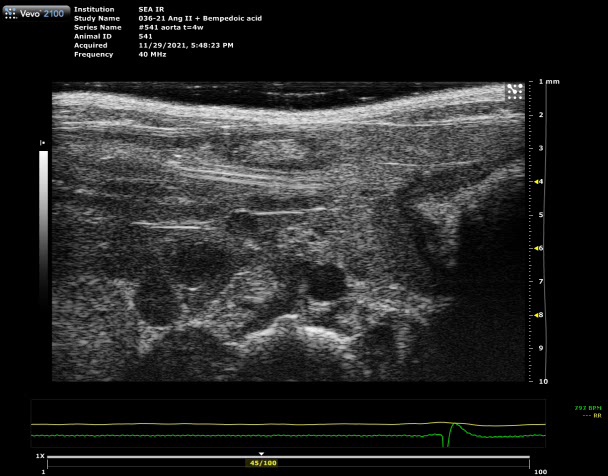 Vevo 2100
Institution SEA IR
Study Name 036-21 Ang II + Bempedoic acid
Series Name #541 aorta t=4w
Animal ID 541
Acquired 11/29/2021, 5:48:23 PM
Frequency 40 MHz
1 mm
2
3
4
5
6
7
8
9
10
292 BPM
--- RR
1X
45/100
1
100